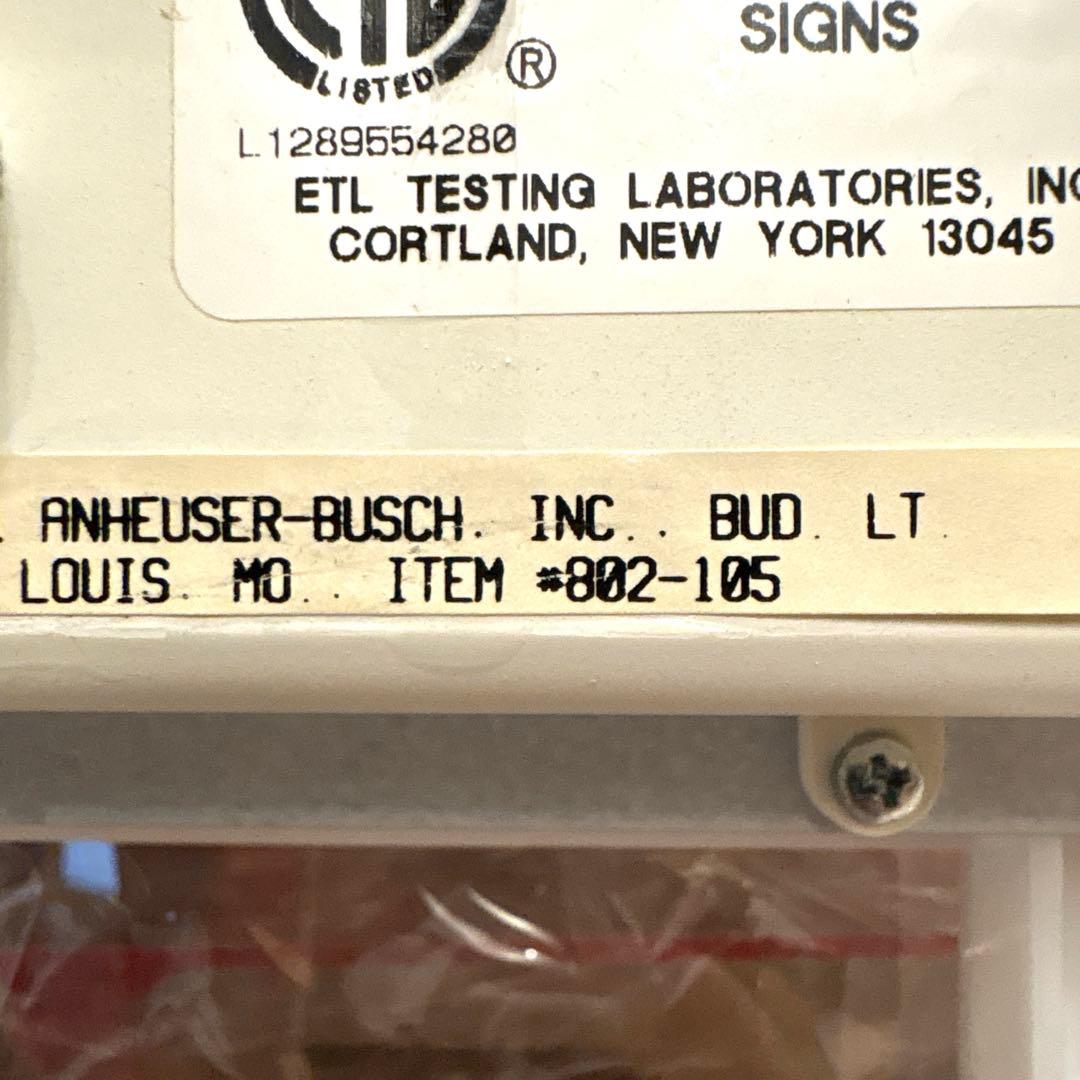 SIGNS
LISTED
®
L1289554280
ETL TESTING LABORATORIES, INC
CORTLAND, NEW YORK 13045
ANHEUSER-BUSCH. INC.. BUD. LT.
LOUIS. MO.. ITEM #802-105